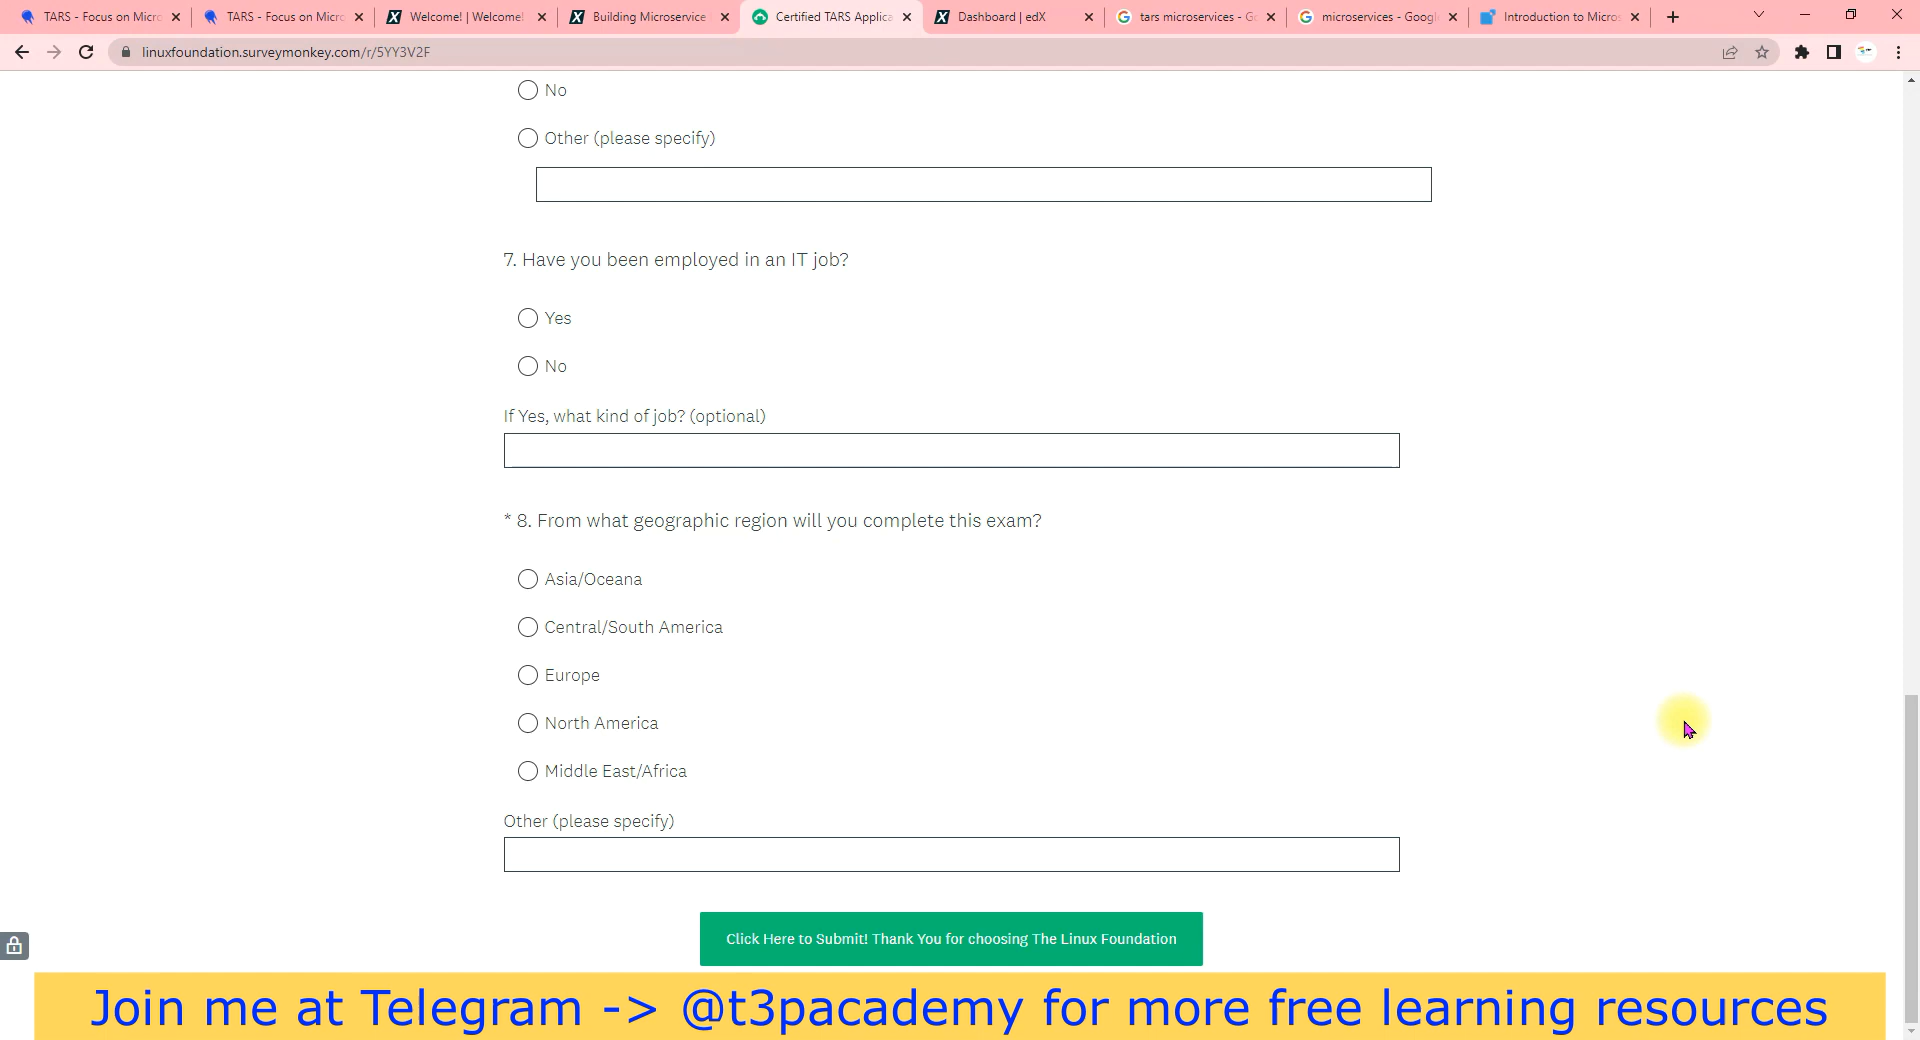 TARS - Focus on Micro
TARS - Focus on Micro
Welcome! | Welcome!
Building Microservice
Certified TARS Applica
Dashboard | edX
tars microservices - Go
microservices - Google
Introduction to Micros
linuxfoundation.surveymonkey.com/r/5YY3V2F
No
Other (please specify)
7. Have you been employed in an IT job?
Yes
No
If Yes, what kind of job? (optional)
* 8. From what geographic region will you complete this exam?
Asia/Oceana
Central/South America
Europe
North America
Middle East/Africa
Other (please specify)
Click Here to Submit! Thank You for choosing The Linux Foundation
Join me at Telegram -> @t3pacademy for more free learning resources